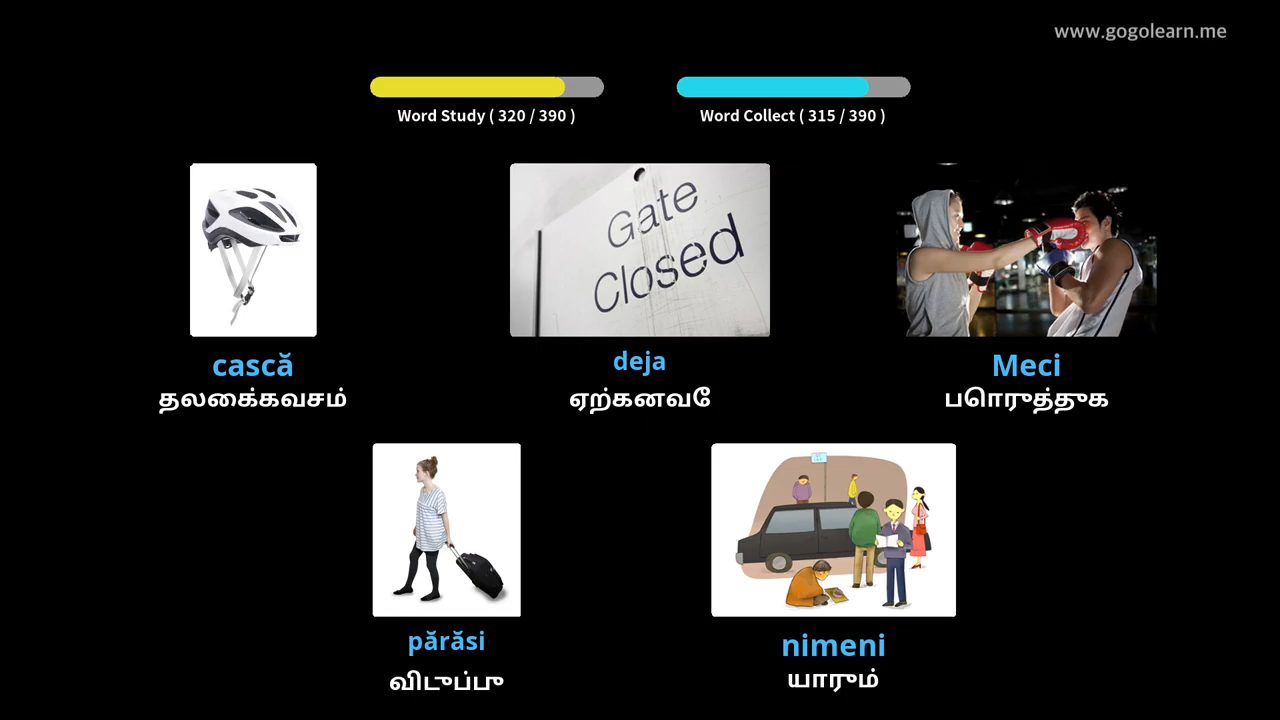 www.gogolearn.me
Word Study ( 320 / 390 )
Word Collect ( 315 / 390 )
Gate
Closed
cască
தலைக்கவசம்
deja
ஏற்கனவே
Meci
பொருத்துக
părăsi
விடுப்பு
nimeni
யாரும்